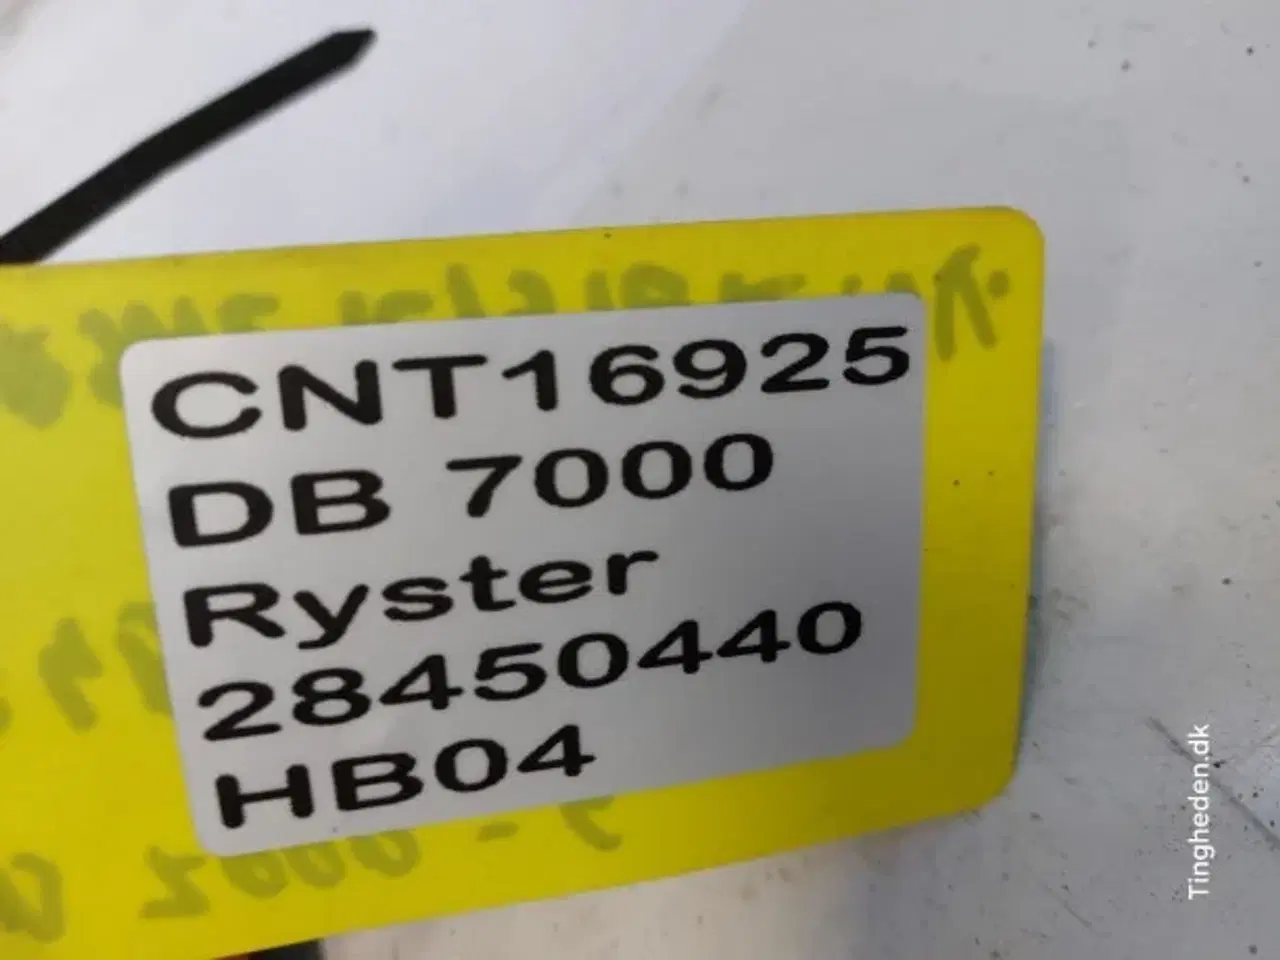 CNT16925
DB 7000
Ryster
28450440
HB04
Tingheden.dk